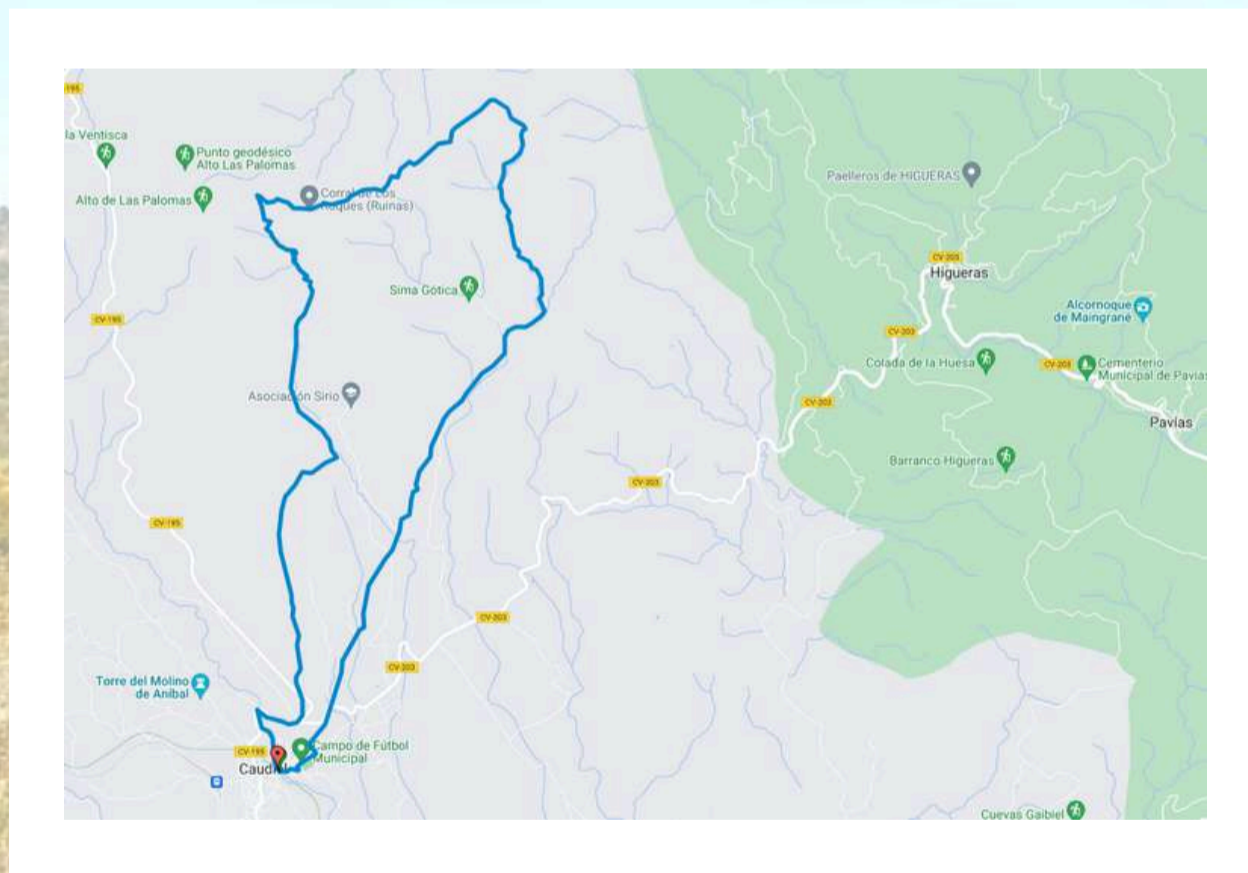 195
la Ventisca
Punto geodésico
Alto Las Palomas
Alto de Las Palomas
Corral de Los
Roques (Ruinas)
Paelleros de HIGUERAS
CV-203
Higueras
Sima Gótica
Alcornoque
de Maingrané
CV-195
CV-203
Colada de la Huesa
CV-203
Cementerio
Municipal de Pavías
Asociación Sirio
CV-203
Pavías
Barranco Higueras
CV-203
CV-195
CV-203
CV-203
Torre del Molino
de Aníbal
CV-195
Campo de Fútbol
Municipal
Caudiel
Cuevas Gaibiel